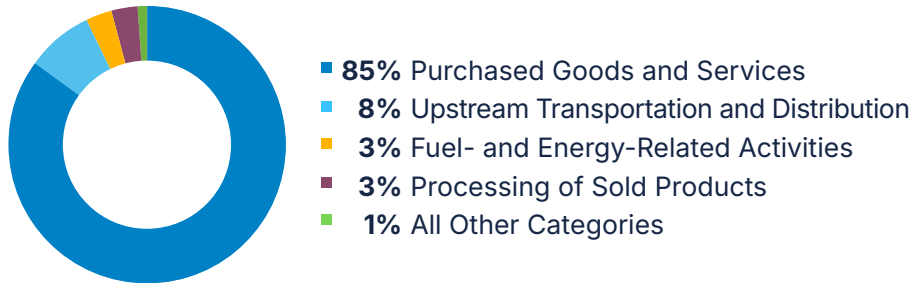 85% Purchased Goods and Services
8% Upstream Transportation and Distribution
3% Fuel- and Energy-Related Activities
3% Processing of Sold Products
1% All Other Categories